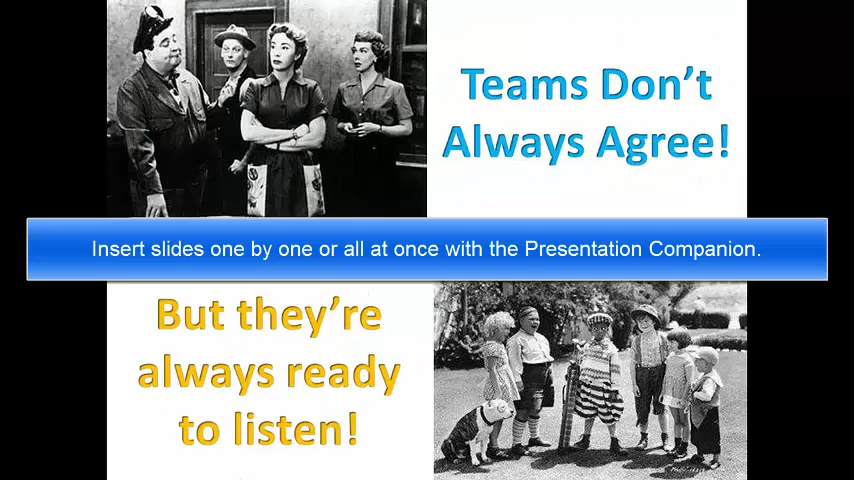 Teams Don't
Always Agree!
Insert slides one by one or all at once with the Presentation Companion.
But they're
always ready
to listen!